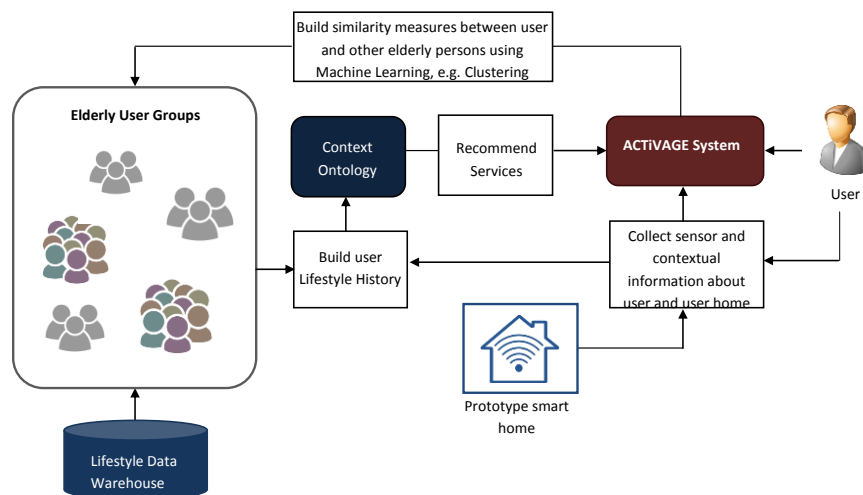 Build similarity measures between user
and other elderly persons using
Machine Learning, e.g. Clustering
Elderly User Groups
Context
Ontology
Recommend
Services
ACTiVAGE System
User
Build user
Lifestyle History
Collect sensor and
contextual
information about
user and user home
Prototype smart
home
Lifestyle Data
Warehouse